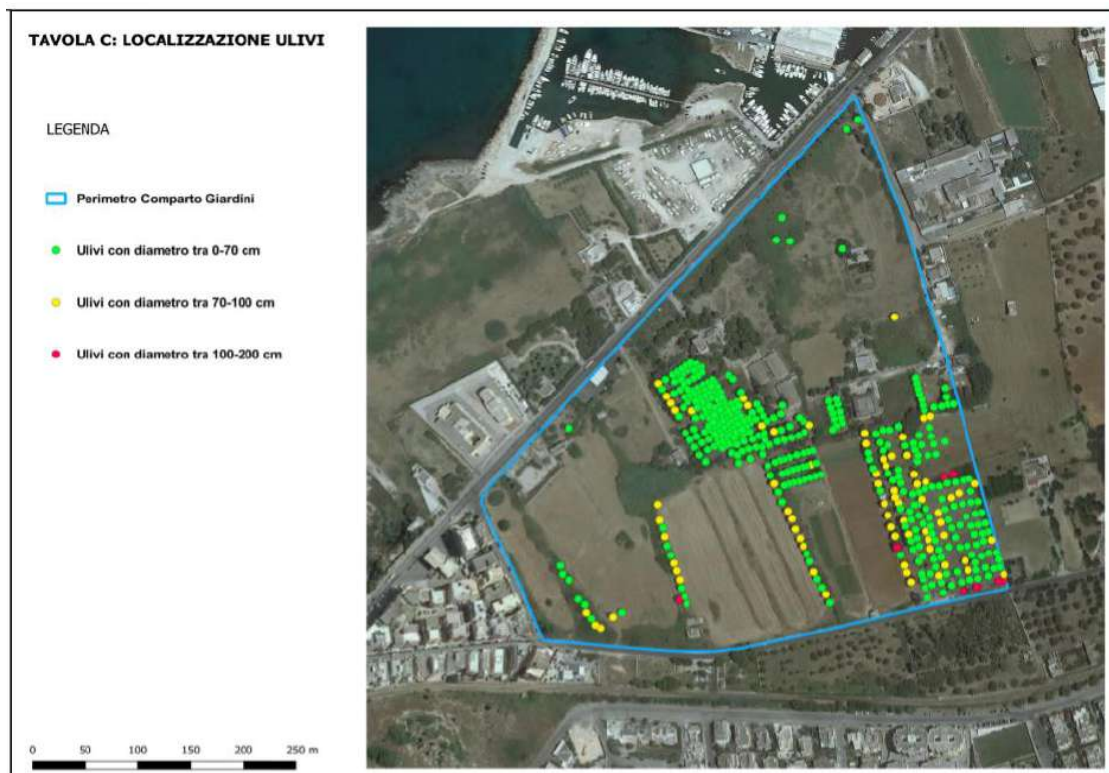 TAVOLA C: LOCALIZZAZIONE ULIVI
LEGENDA
Perimetro Comparto Giardini
Ulivi con diametro tra 0-70 cm
Ulivi con diametro tra 70-100 cm
Ulivi con diametro tra 100-200 cm
0 50 100 150 200 250 m